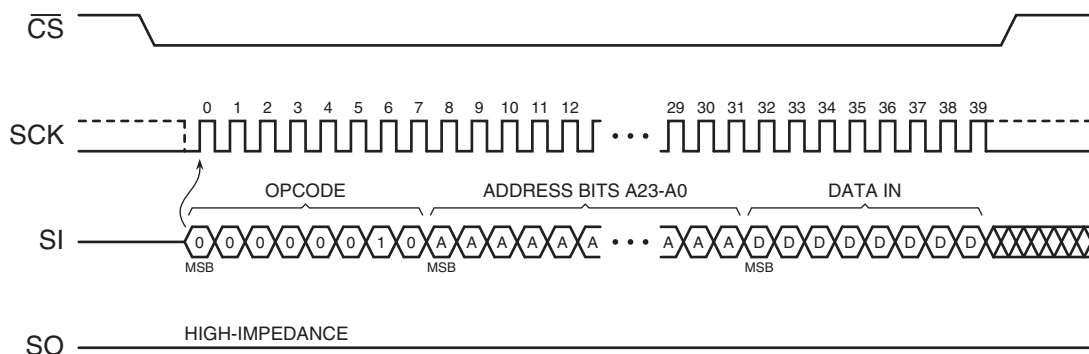 CS
0 1 2 3 4 5 6 7 8 9 10 11 12 29 30 31 32 33 34 35 36 37 38 39
SCK
OPCODE ADDRESS BITS A23-A0 DATA IN
SI 0 0 0 0 0 0 1 0 A A A A A A A A A D D D D D D D D
MSB MSB MSB
HIGH-IMPEDANCE
SO